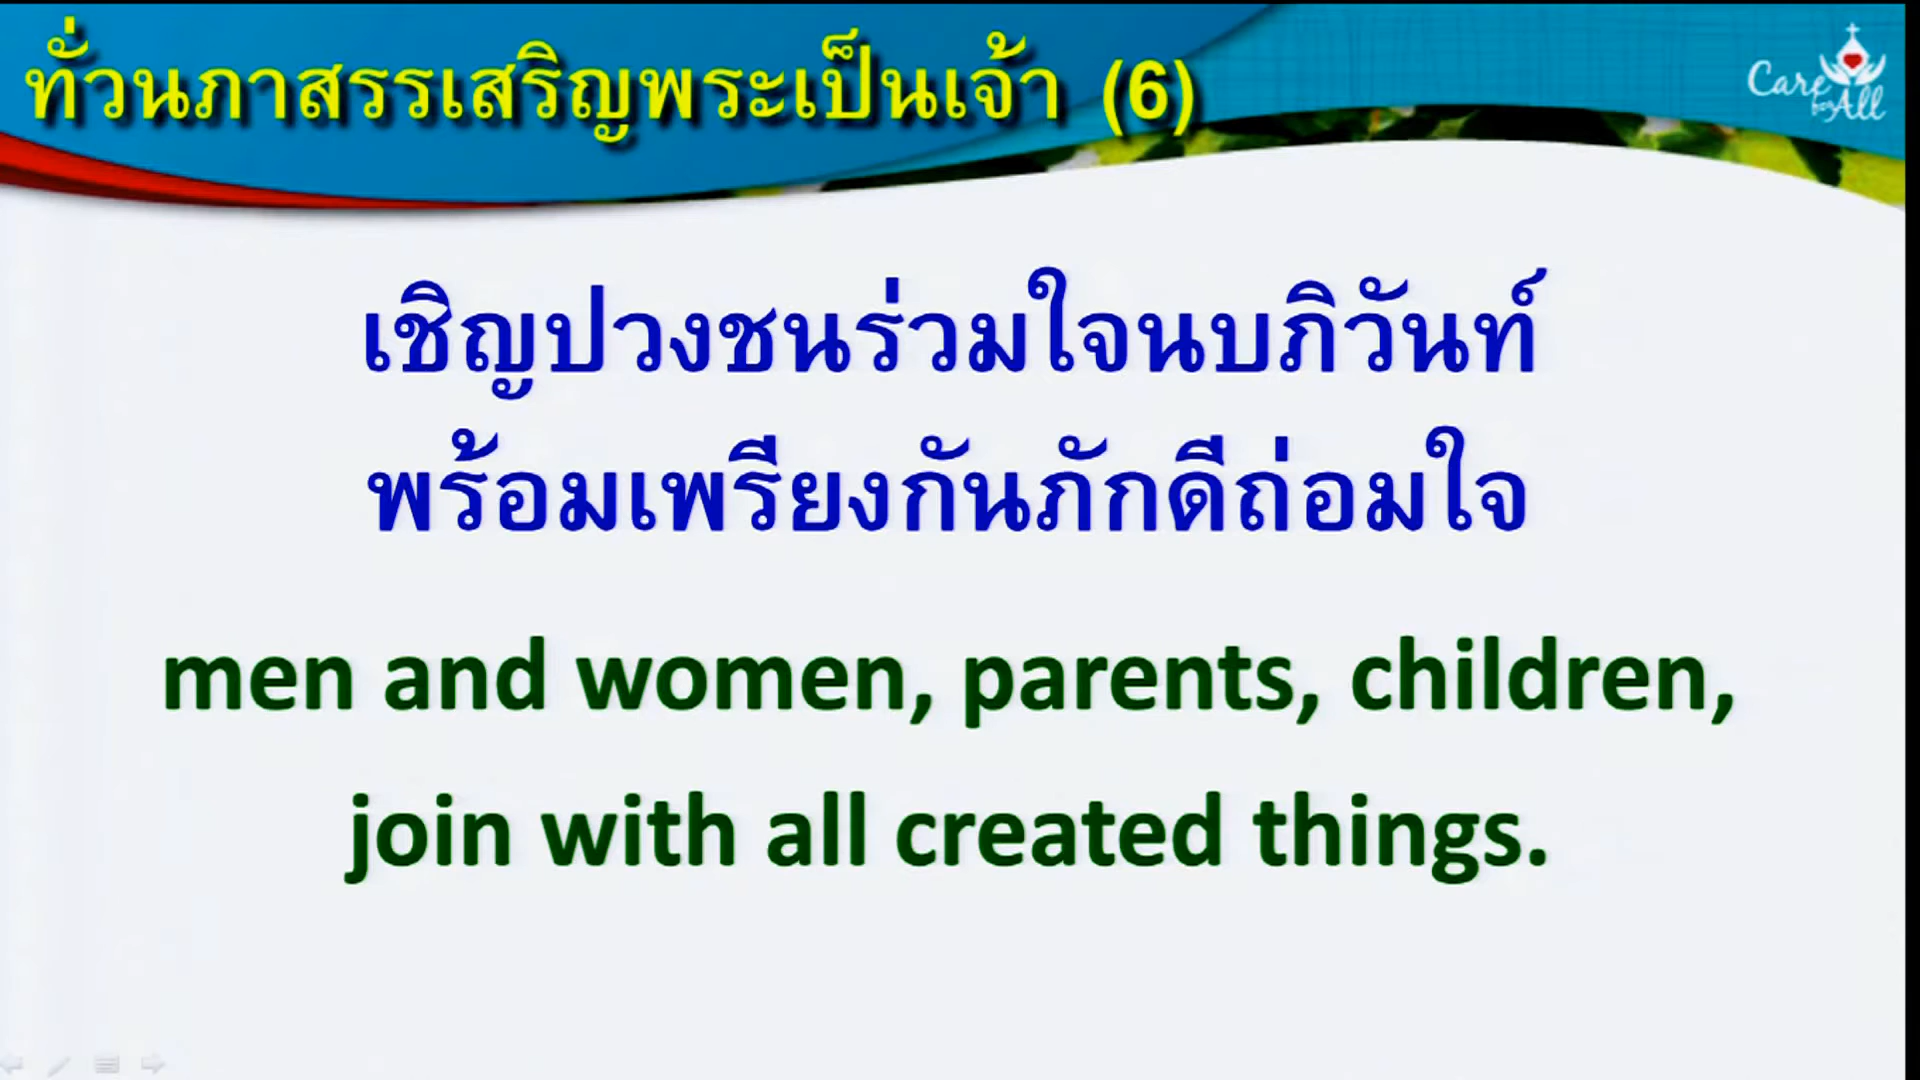 ทั่วนภาสรรเสริญพระเป็นเจ้า (6)
Care for All
เชิญปวงชนร่วมใจนบภิวันท์
พร้อมเพรียงกันภักดีถ่อมใจ
men and women, parents, children,
join with all created things.